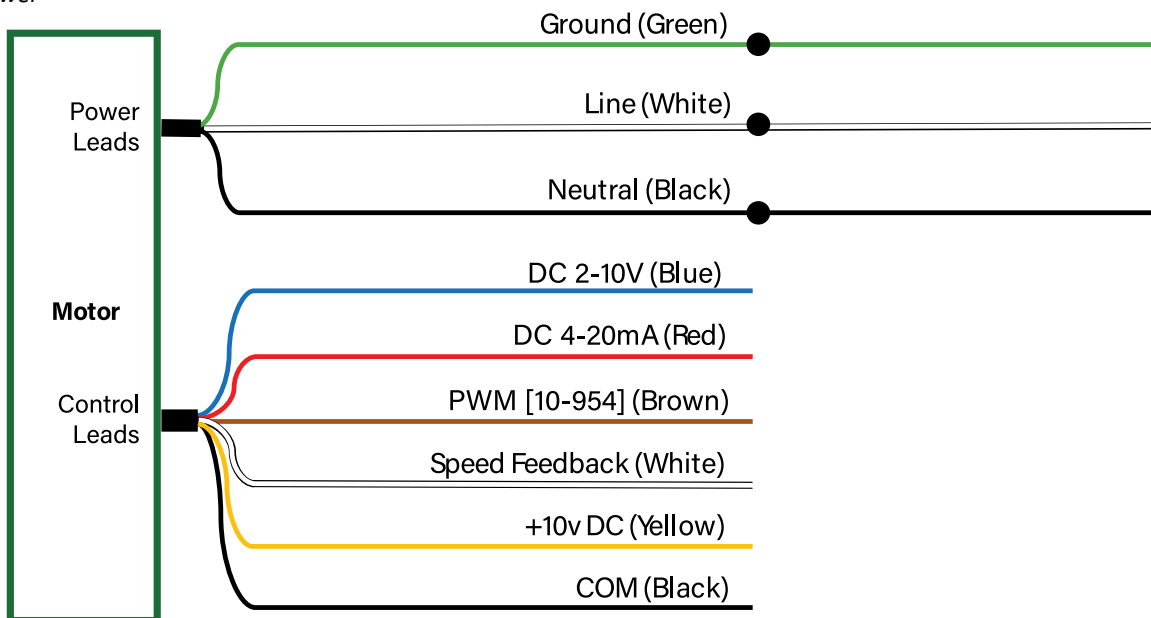 Ground (Green)
Line (White)
Power
Leads
Neutral (Black)
DC 2-10V (Blue)
Motor
DC 4-20mA (Red)
PWM [10-954] (Brown)
Control
Leads
Speed Feedback (White)
+10v DC (Yellow)
COM (Black)